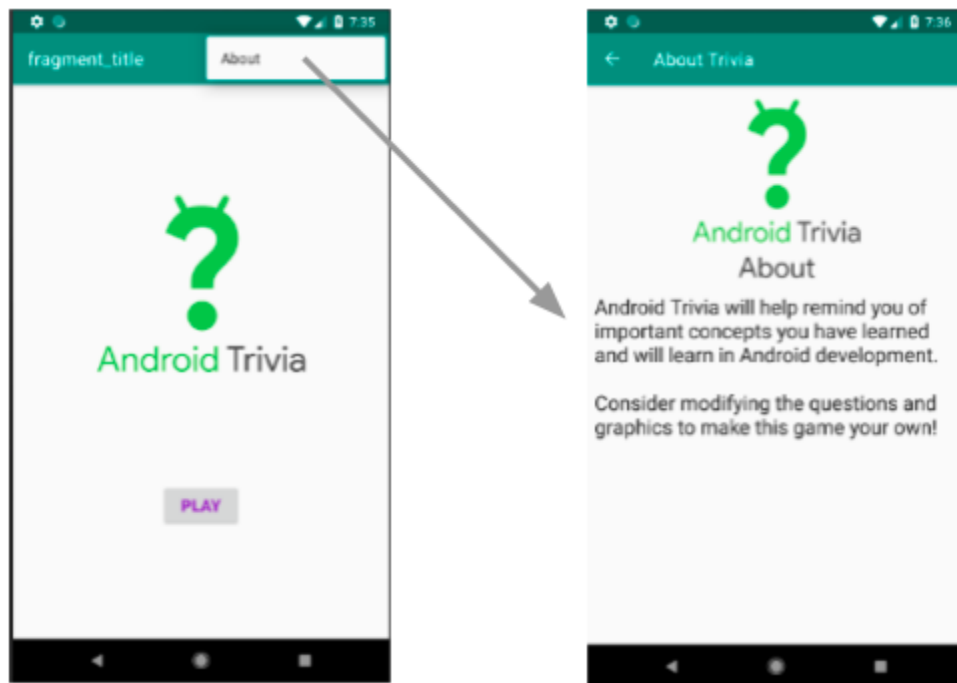 7:35
fragment_title
About
Android Trivia
PLAY
7:36
About Trivia
Android Trivia
About
Android Trivia will help remind you of
important concepts you have learned
and will learn in Android development.
Consider modifying the questions and
graphics to make this game your own!